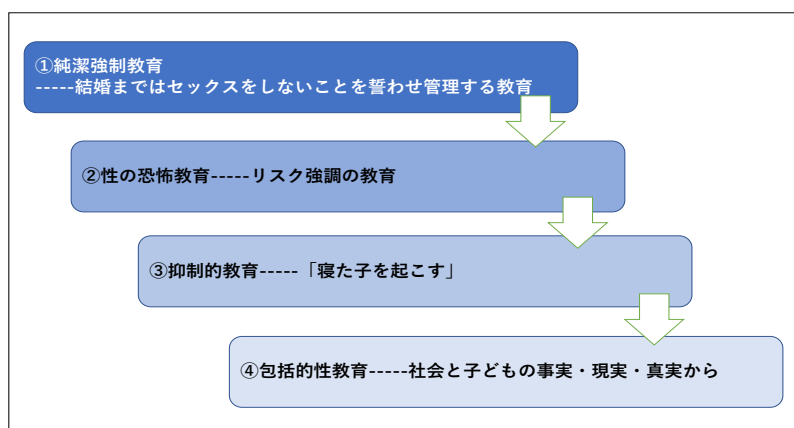 ①純潔強制教育
-----結婚まではセックスをしないことを誓わせ管理する教育
②性の恐怖教育-----リスク強調の教育
③抑制的教育-----「寝た子を起こす」
④包括的性教育-----社会と子どもの事実・現実・真実から